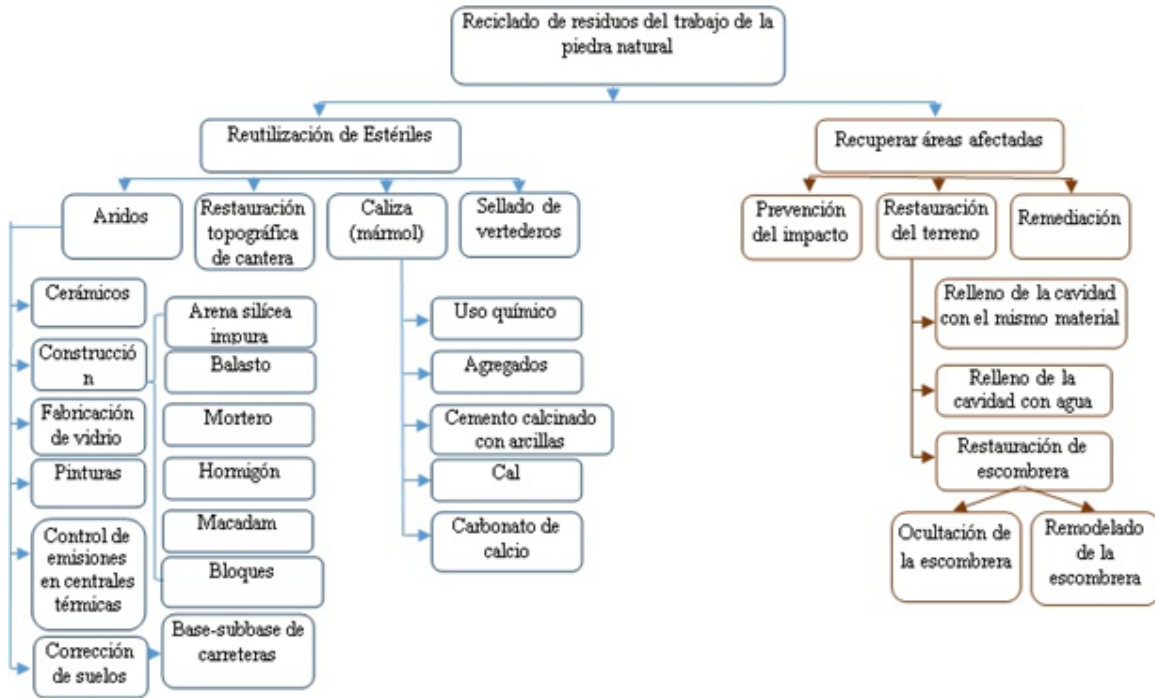 Reciclado de residuos del trabajo de la
piedra natural
Reutilización de Estériles
Recuperar áreas afectadas
Aridos
Restauración
topográfica
de cantera
Caliza
(mármol)
Sellado de
vertederos
Prevención
del impacto
Restauración
del terreno
Remediación
Cerámicos
Construcció
n
Fabricación
de vidrio
Pinturas
Control de
emisiones
en centrales
térmicas
Corrección
de suelos
Arena silícea
impura
Balasto
Mortero
Hormigón
Macadam
Bloques
Base-subbase de
carreteras
Uso químico
Agregados
Cemento calcinado
con arcillas
Cal
Carbonato de
calcio
Relleno de la cavidad
con el mismo material
Relleno de la
cavidad con agua
Restauración de
escombrera
Ocultación de
la escombrera
Remodelado
de la
escombrera